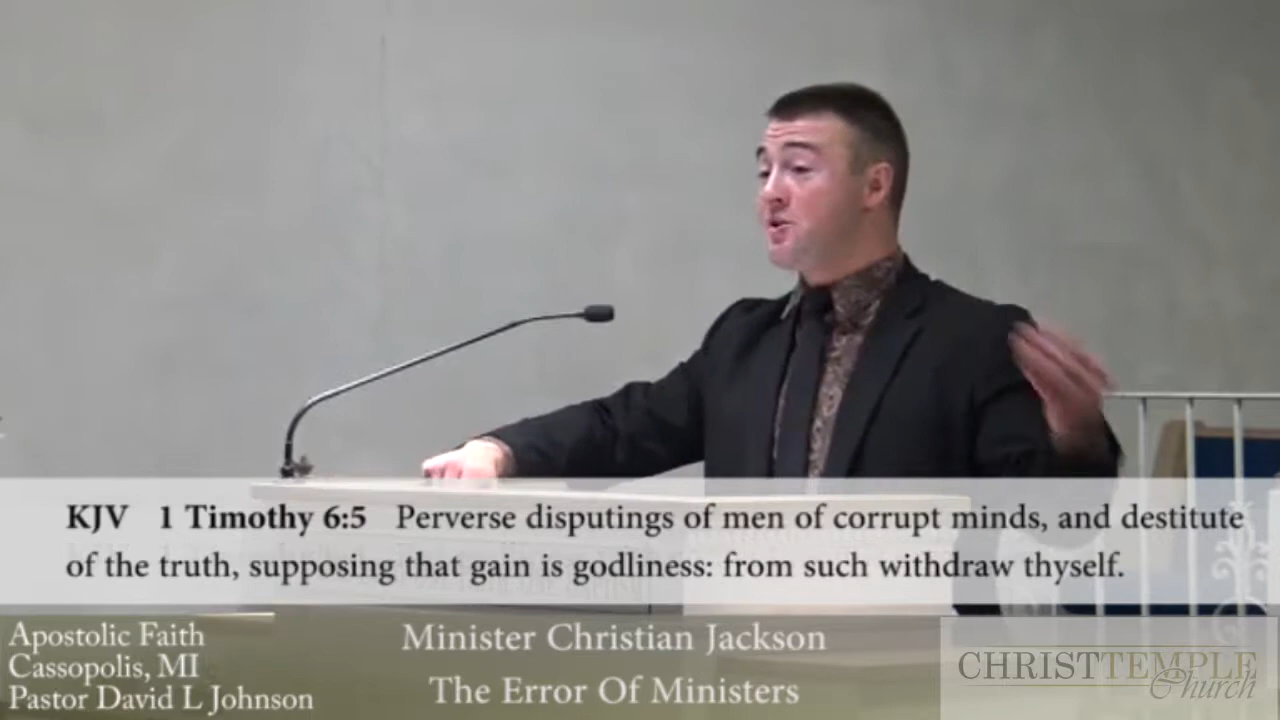 KJV 1 Timothy 6:5 Perverse disputings of men of corrupt minds, and destitute
of the truth, supposing that gain is godliness: from such withdraw thyself.
Apostolic Faith
Cassopolis, MI
Pastor David L Johnson
Minister Christian Jackson
The Error Of Ministers
CHRISTTEMPLE
Church